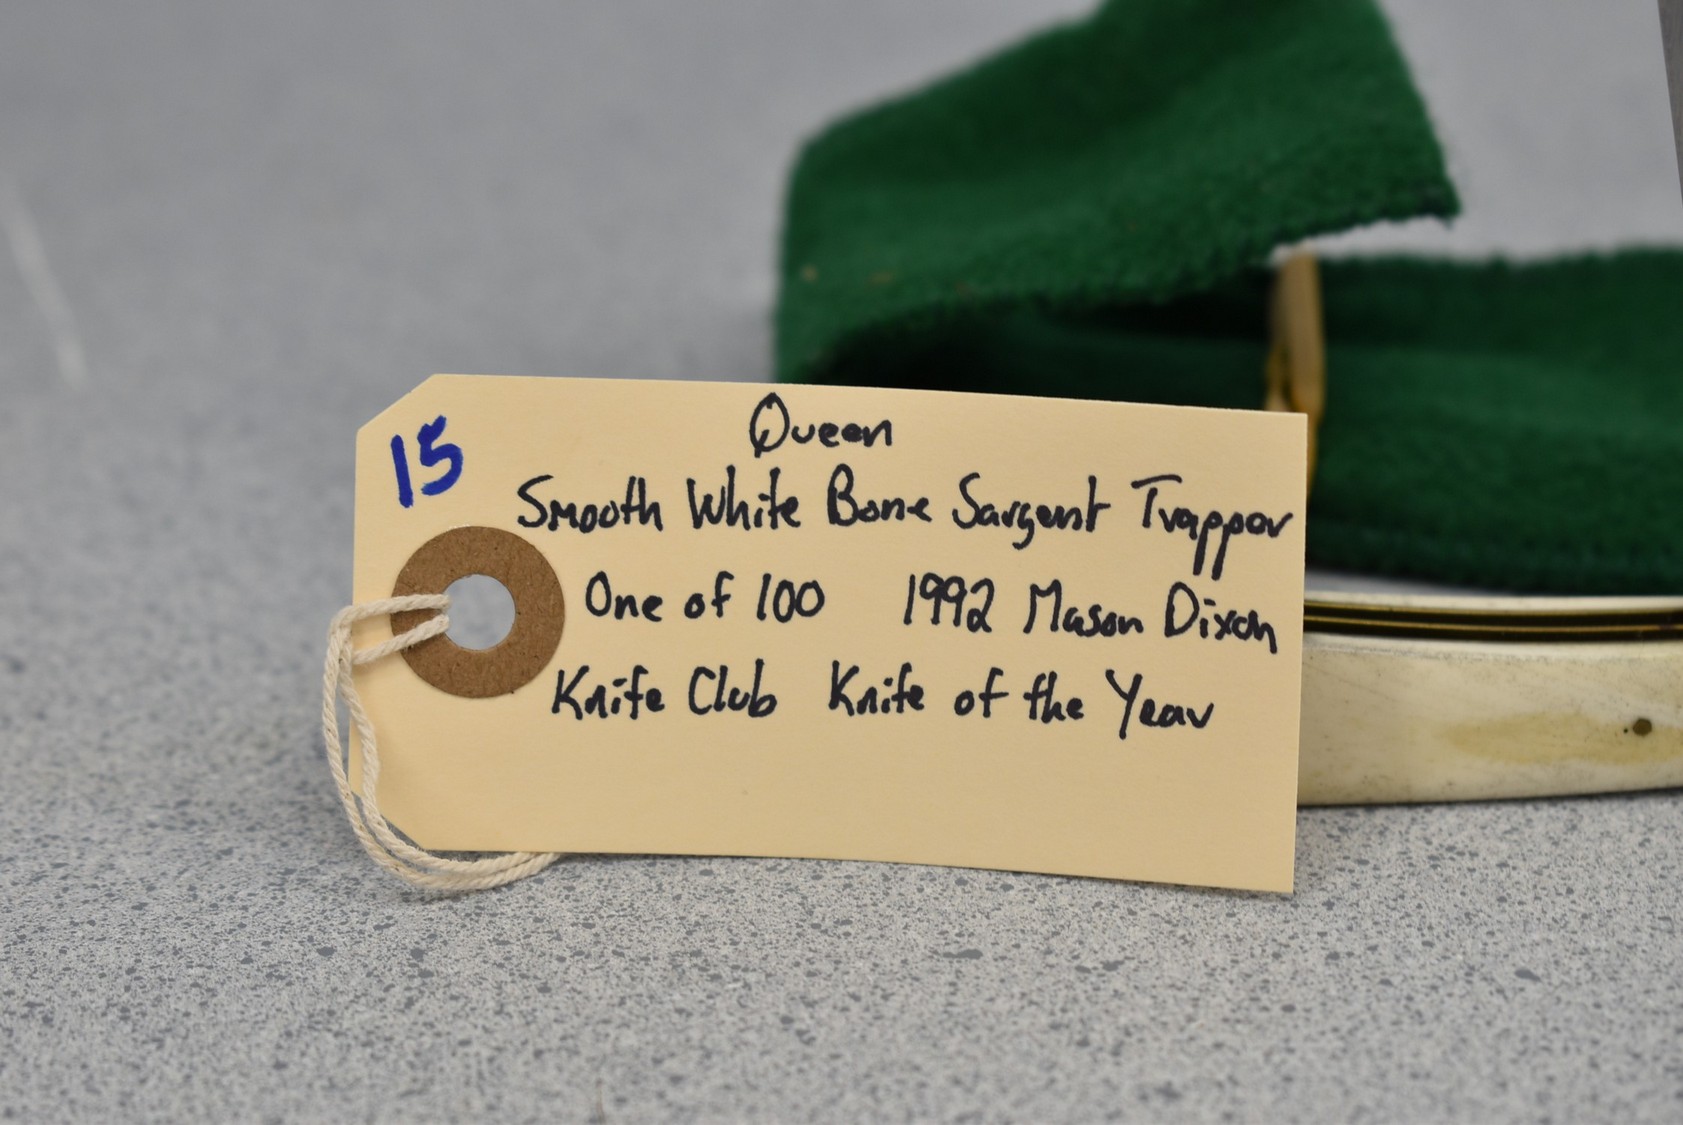 15
Queen
Smooth White Bone Sargent Trapper
One of 100 1992 Mason Dixon
Knife Club Knife of the Year